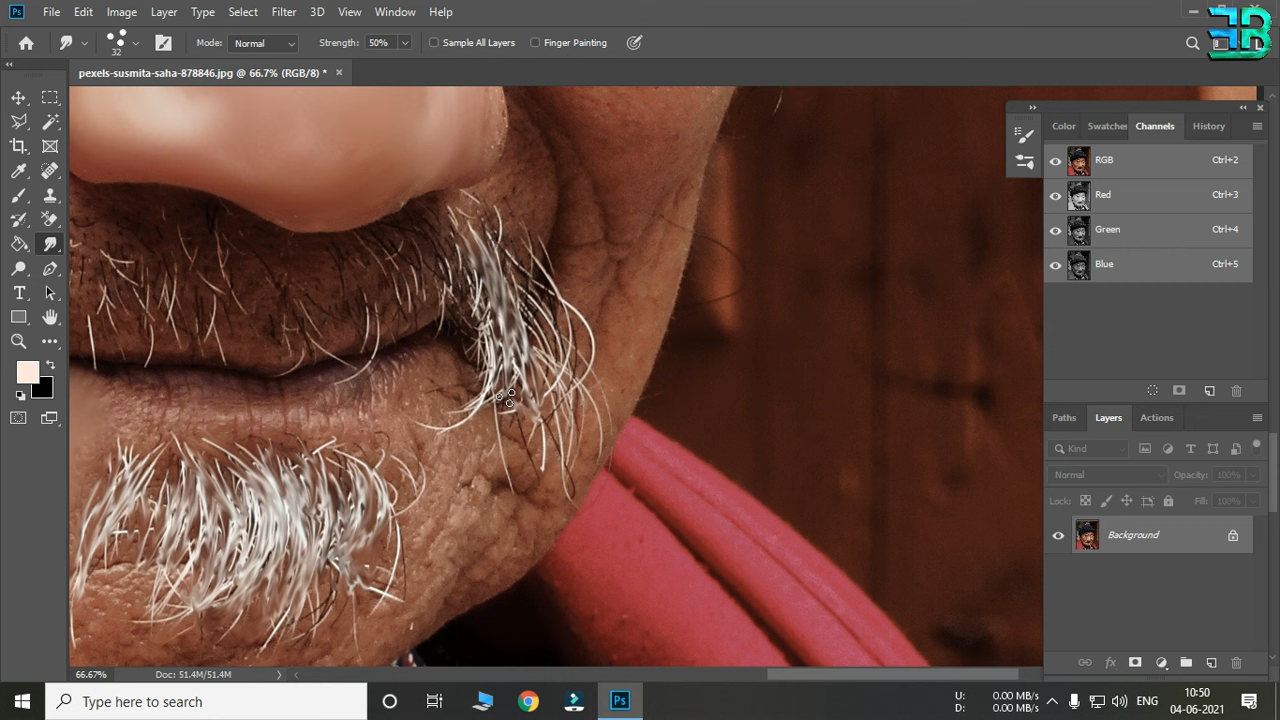 Ps File Edit Image Layer Type Select Filter 3D View Window Help
32 Mode: Normal Strength: 50% Sample All Layers Finger Painting
pexels-susmita-saha-878846.jpg @ 66.7% (RGB/8) * ×
Color Swatches Channels History
RGB Ctrl+2
Red Ctrl+3
Green Ctrl+4
Blue Ctrl+5
Paths Layers Actions
Kind
Normal Opacity: 100%
Lock: Fill: 100%
Background
66.67% Doc: 51.4M/51.4M
Type here to search
Ps
U: 0.00 MB/s
D: 0.00 MB/s
ENG
10:50
04-06-2021